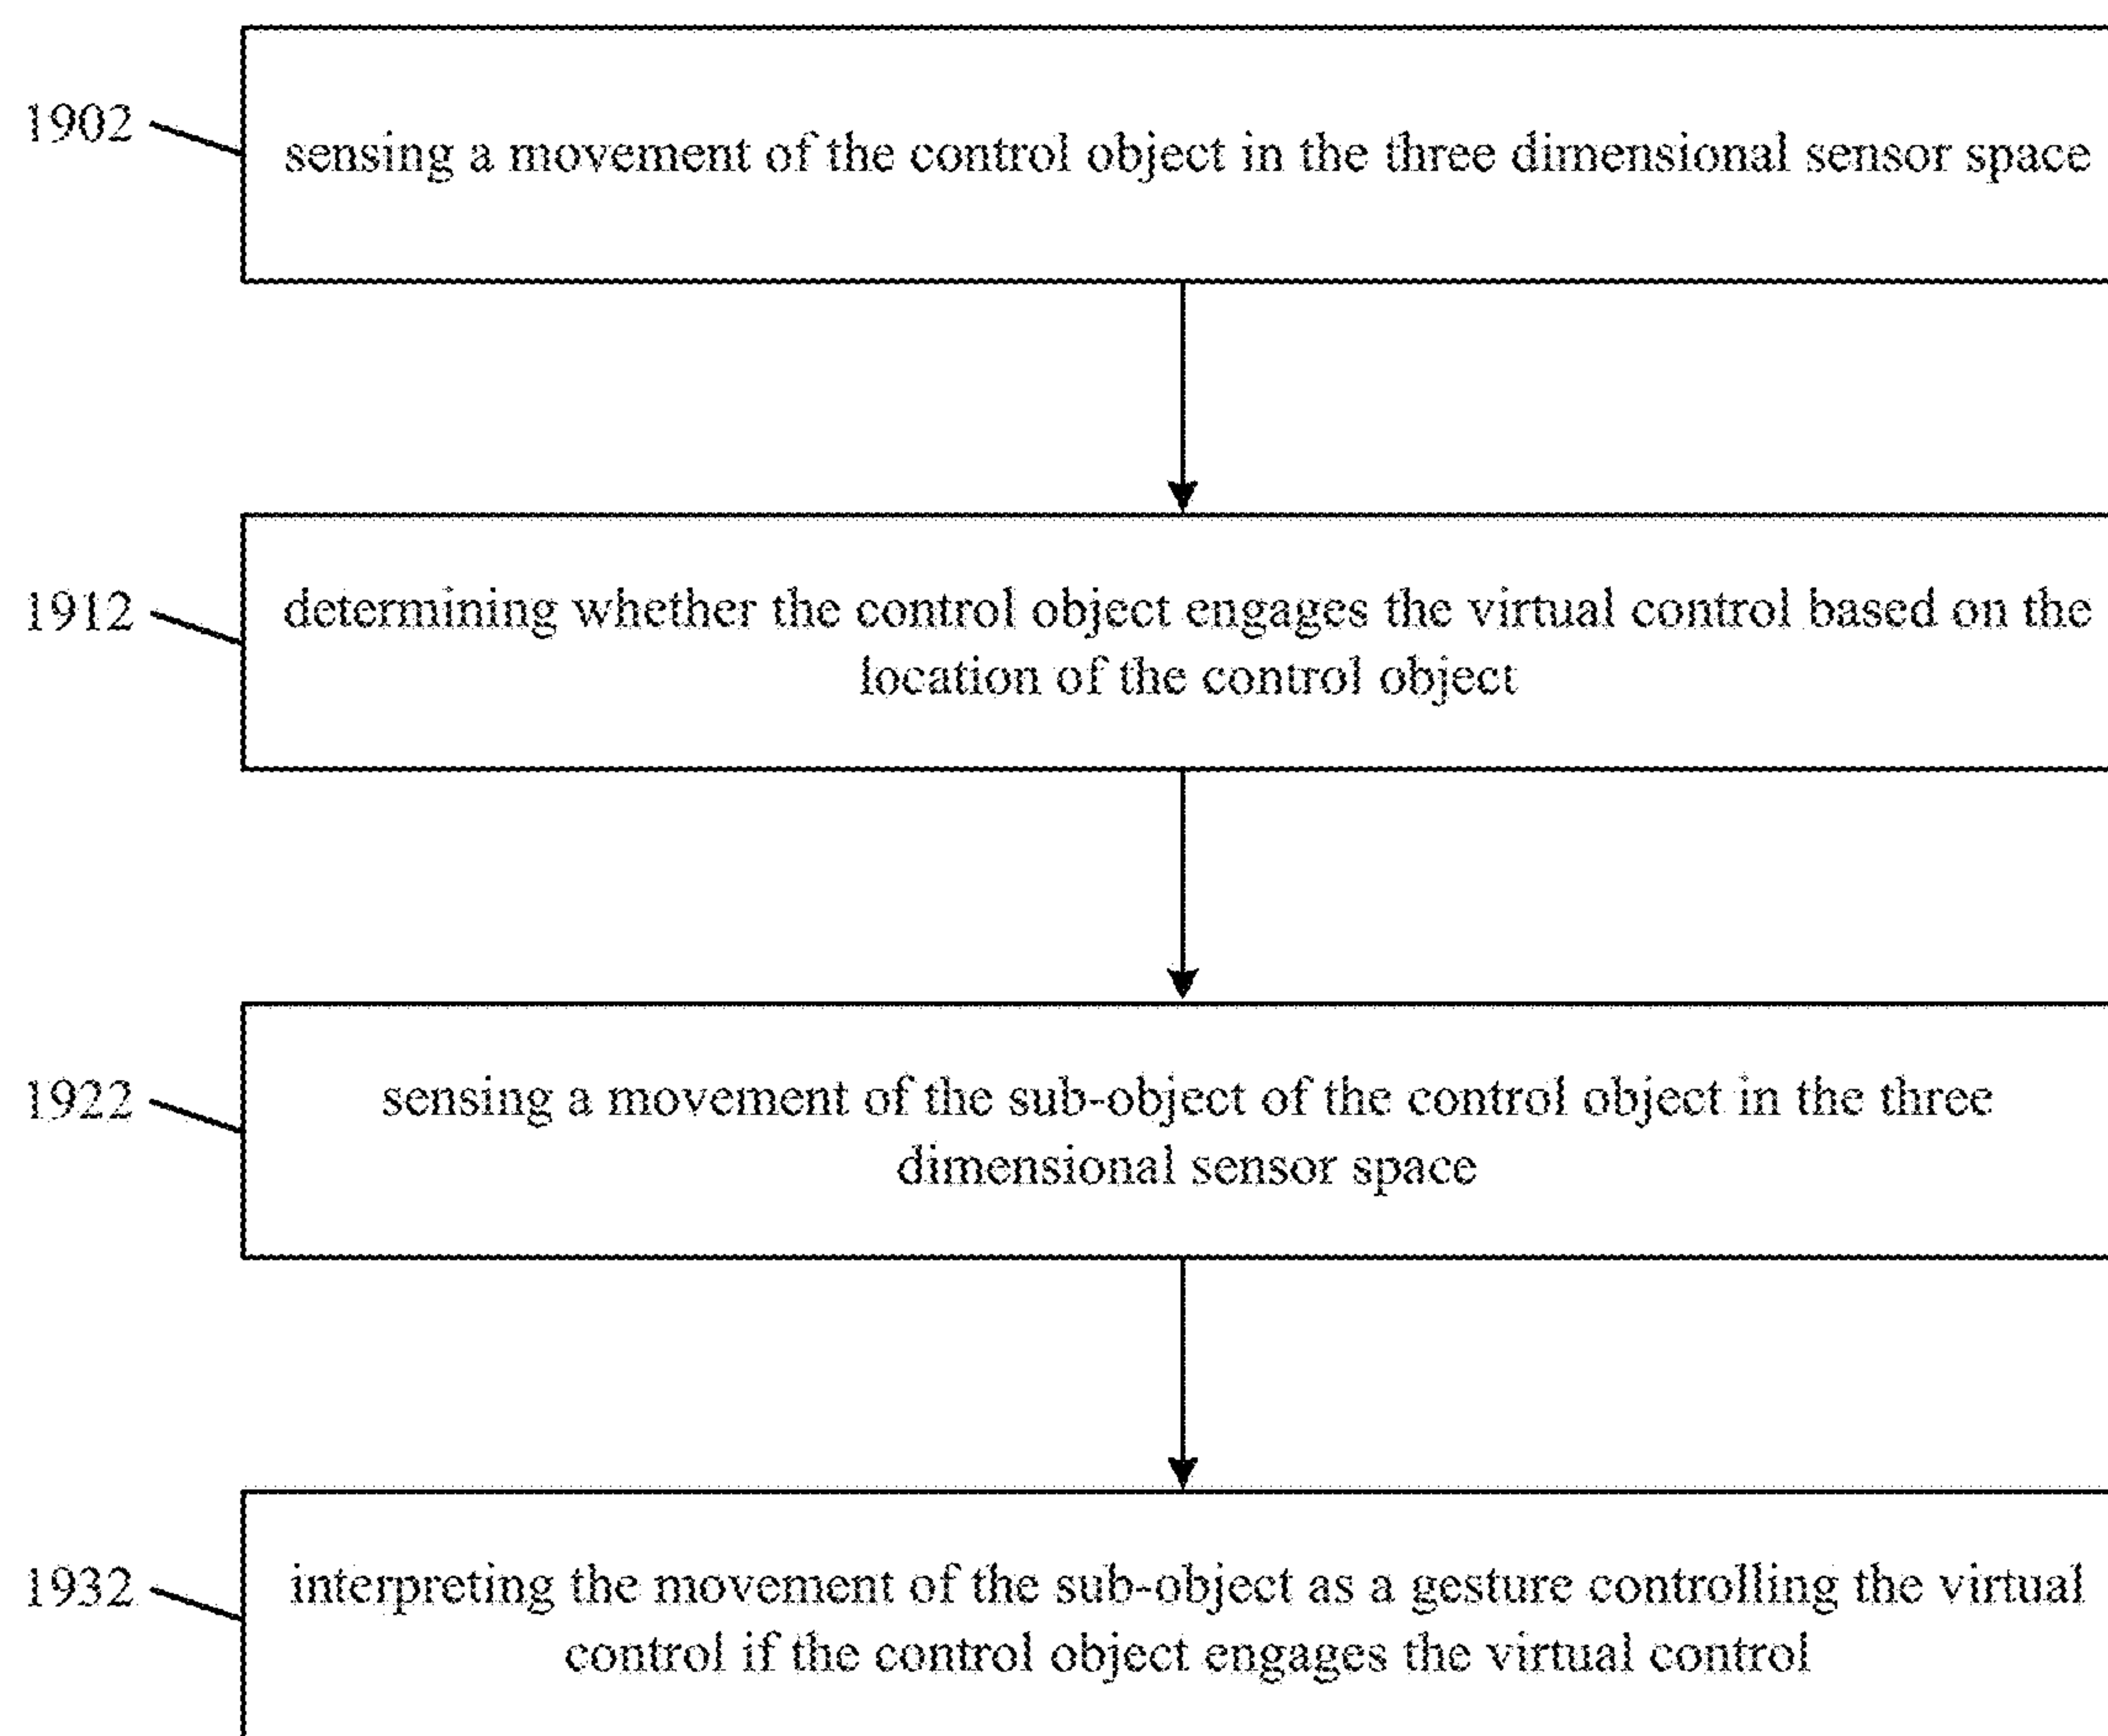 1902
sensing a movement of the control object in the three dimensional sensor space
1912
determining whether the control object engages the virtual control based on the
location of the control object
1922
sensing a movement of the sub-object of the control object in the three
dimensional sensor space
1932
interpreting the movement of the sub-object as a gesture controlling the virtual
control if the control object engages the virtual control